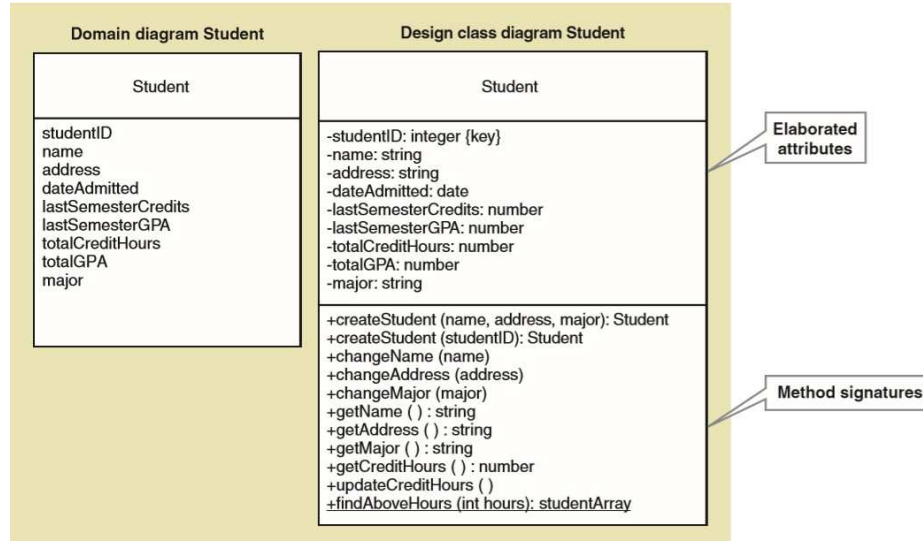 Domain diagram Student
Student
studentID
name
address
dateAdmitted
lastSemesterCredits
lastSemesterGPA
totalCreditHours
totalGPA
major
Design class diagram Student
Student
-studentID: integer {key}
-name: string
-address: string
-dateAdmitted: date
-lastSemesterCredits: number
-lastSemesterGPA: number
-totalCreditHours: number
-totalGPA: number
-major: string
+createStudent (name, address, major): Student
+createStudent (studentID): Student
+changeName (name)
+changeAddress (address)
+changeMajor (major)
+getName ( ) : string
+getAddress ( ) : string
+getMajor ( ) : string
+getCreditHours ( ) : number
+updateCreditHours ( )
+findAboveHours (int hours): studentArray
Elaborated
attributes
Method signatures